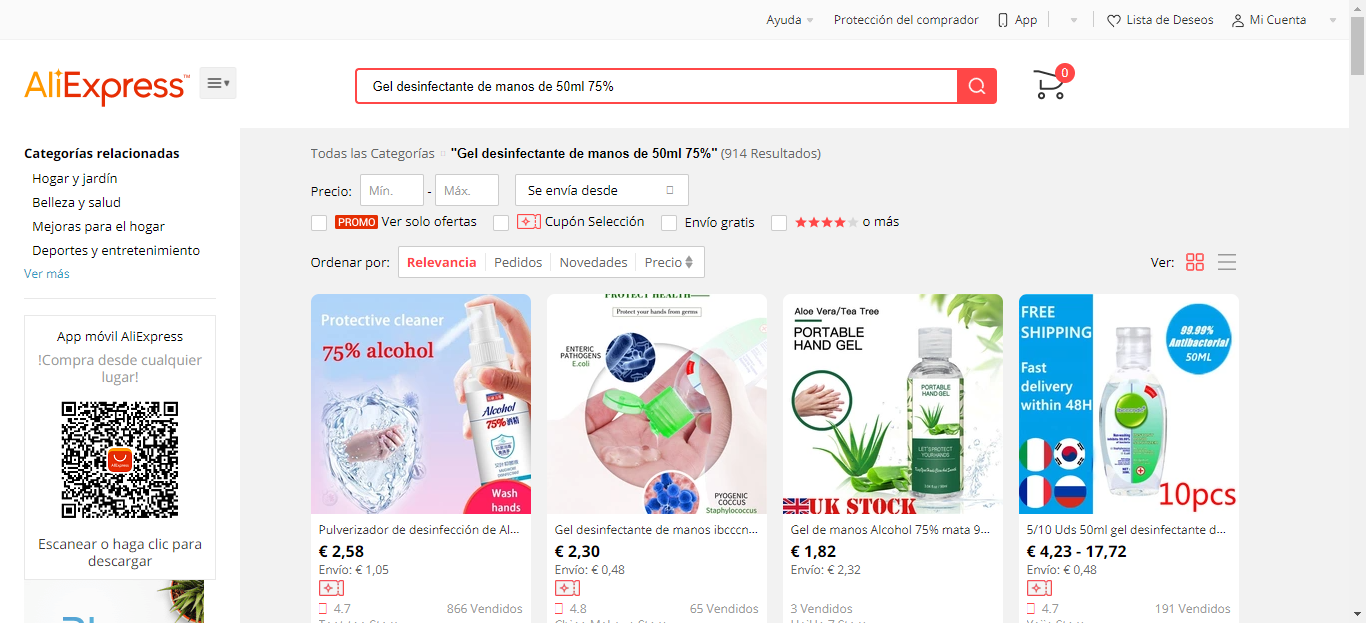 Ayuda
Protección del comprador
App
Lista de Deseos
Mi Cuenta
AliExpress™
Gel desinfectante de manos de 50ml 75%
0
Categorías relacionadas
Hogar y jardín
Belleza y salud
Mejoras para el hogar
Deportes y entretenimiento
Ver más
App móvil AliExpress
!Compra desde cualquier
lugar!
AliExpress
Escanear o haga clic para
descargar
Todas las Categorías "Gel desinfectante de manos de 50ml 75%" (914 Resultados)
Precio: Mín. - Máx. Se envía desde
PROMO Ver solo ofertas Cupón Selección Envío gratis o más
Ordenar por: Relevancia Pedidos Novedades Precio
Ver:
Protective cleaner
75% alcohol
Alcohol
75% 酒精
Wash
hands
Pulverizador de desinfección de Al...
€ 2,58
Envío: € 1,05
4.7 866 Vendidos
PROTECT HEALTH
Protect your hands from germs
ENTERIC
PATHOGENS
E.coli
PYOGENIC
COCCUS
Staphylococcus
Gel desinfectante de manos ibcccn...
€ 2,30
Envío: € 0,48
4.8 65 Vendidos
Aloe Vera/Tea Tree
PORTABLE
HAND GEL
PORTABLE
HAND GEL
LET'S PROTECT
YOUR HANDS
UK STOCK
Gel de manos Alcohol 75% mata 9...
€ 1,82
Envío: € 2,32
3 Vendidos
FREE
SHIPPING
Fast
delivery
within 48H
99.99%
Antibacterial
50ML
10pcs
5/10 Uds 50ml gel desinfectante d...
€ 4,23 - 17,72
Envío: € 0,48
4.7 191 Vendidos